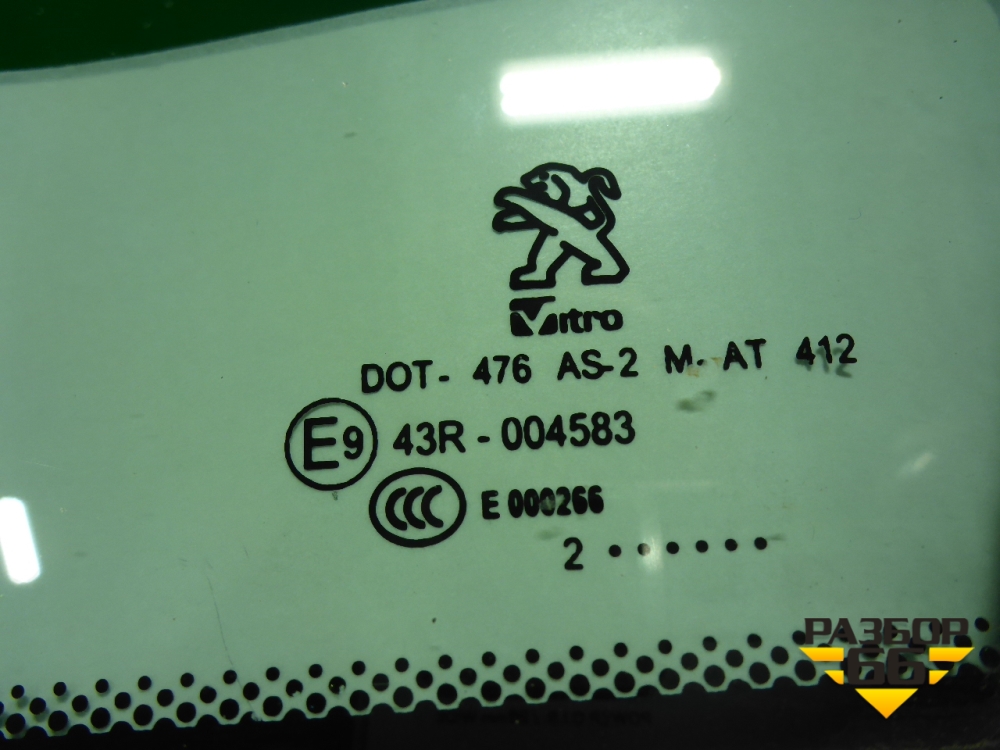 Vitro
DOT- 476 AS-2 M- AT 412
E9 43R - 004583
CCC E 000266
2 . . . . . .
РАЗБОР
66